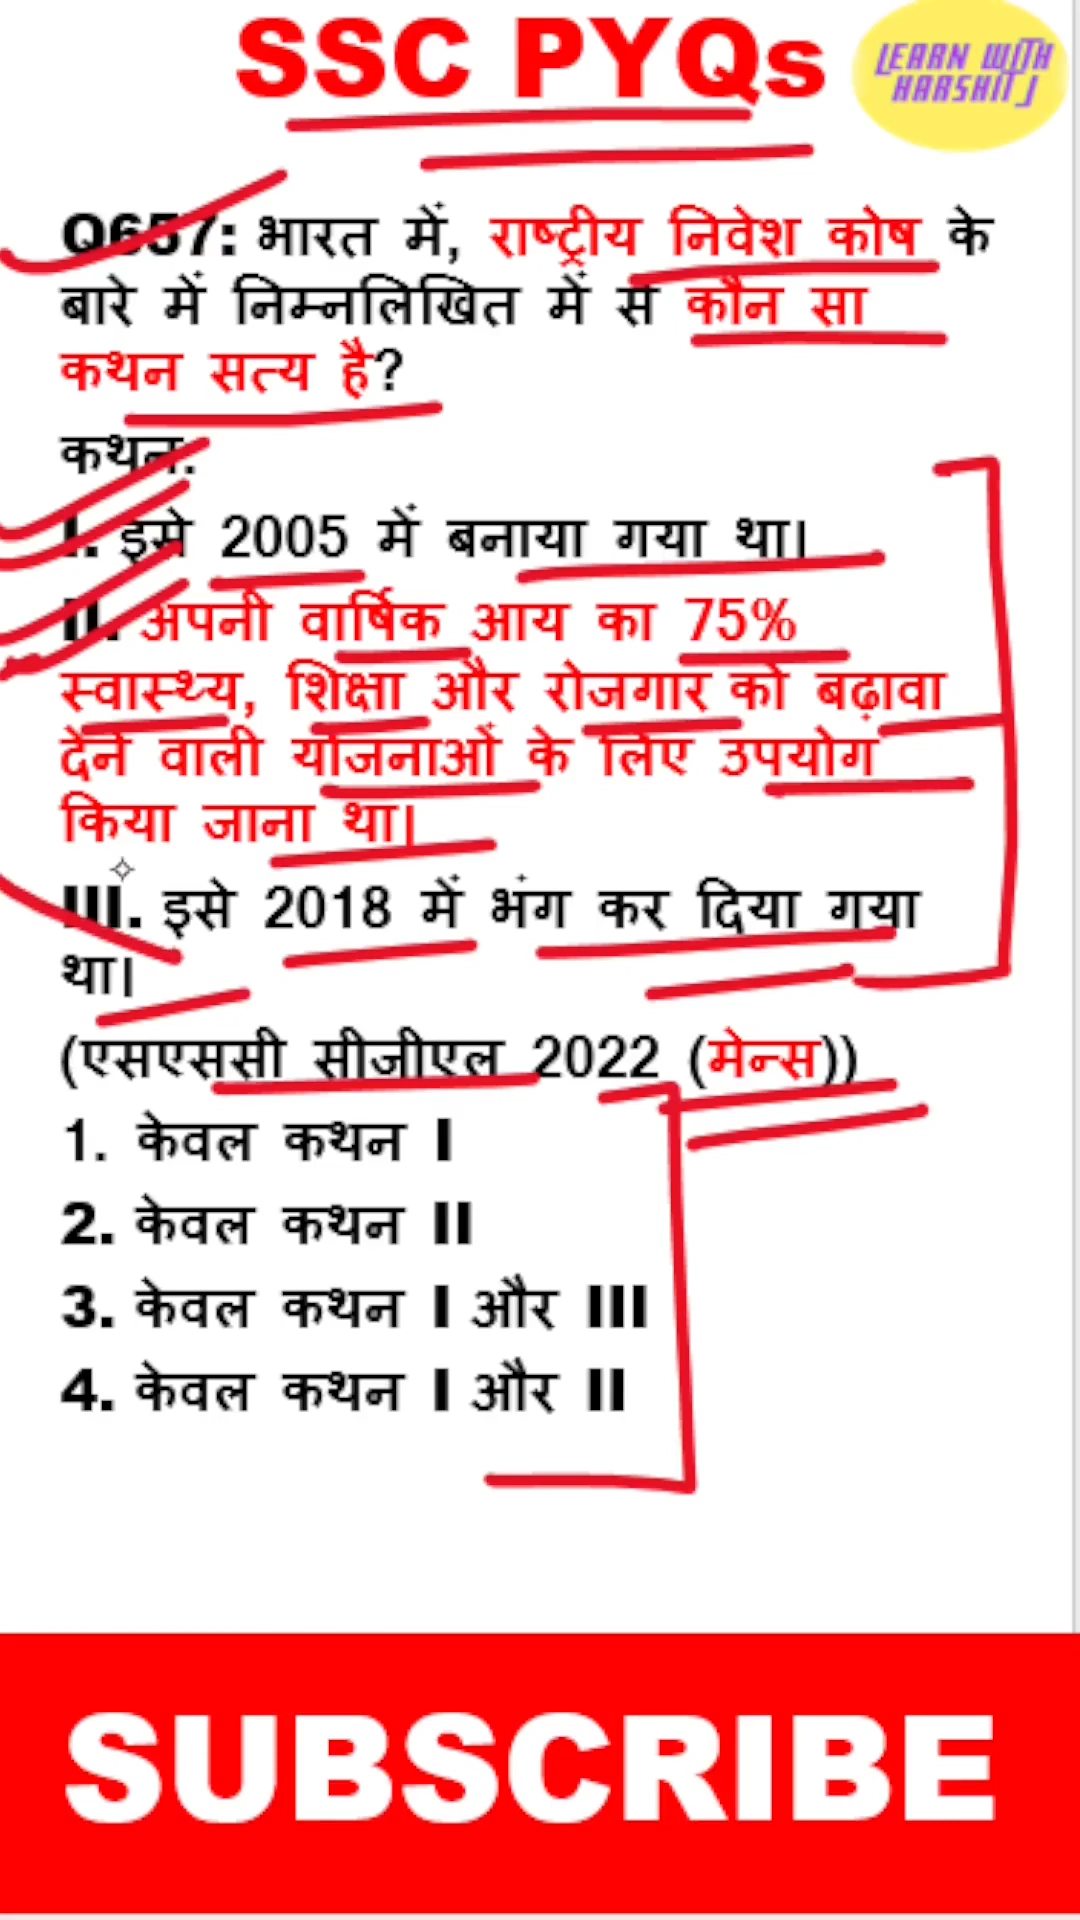 SSC PYQs
LEARN WITH
HARSHIT J
Q657: भारत में, राष्ट्रीय निवेश कोष के
बारे में निम्नलिखित में से कौन सा
कथन सत्य है?
कथन:
I. इसे 2005 में बनाया गया था।
II. अपनी वार्षिक आय का 75%
स्वास्थ्य, शिक्षा और रोजगार को बढ़ावा
देने वाली योजनाओं के लिए उपयोग
किया जाना था।
III. इसे 2018 में भंग कर दिया गया
था।
(एसएससी सीजीएल 2022 (मेन्स))
1. केवल कथन I
2. केवल कथन II
3. केवल कथन I और III
4. केवल कथन I और II
SUBSCRIBE